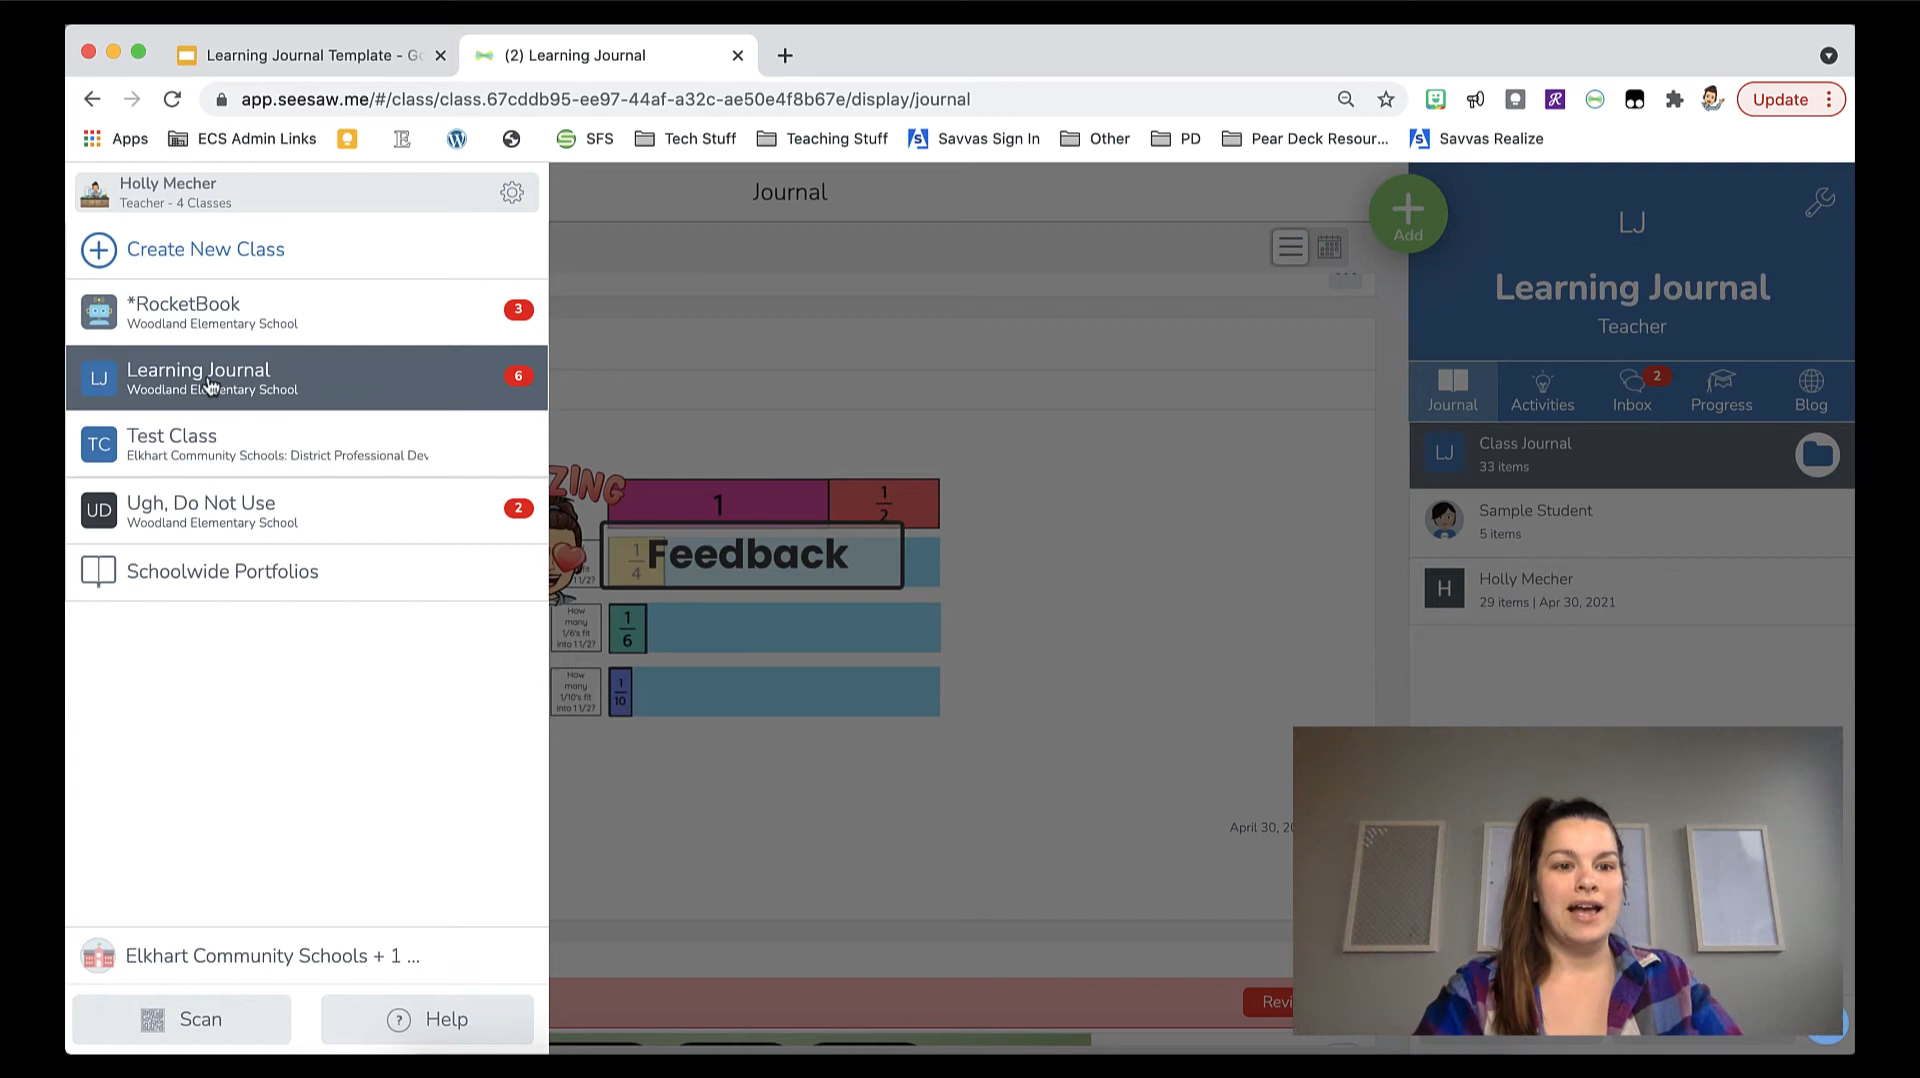 Learning Journal Template - Go
(2) Learning Journal
app.seesaw.me/#/class/class.67cddb95-ee97-44af-a32c-ae50e4f8b67e/display/journal
Update
Apps
ECS Admin Links
SFS
Tech Stuff
Teaching Stuff
Savvas Sign In
Other
PD
Pear Deck Resour...
Savvas Realize
Holly Mecher
Teacher - 4 Classes
Create New Class
*RocketBook
Woodland Elementary School
3
LJ
Learning Journal
Woodland Elementary School
6
TC
Test Class
Elkhart Community Schools: District Professional Dev
UD
Ugh, Do Not Use
Woodland Elementary School
2
Schoolwide Portfolios
Elkhart Community Schools + 1 ...
Scan
? Help
Journal
Add
ZING
1
1/2
1/4
Feedback
1 1/2?
How
many
1/6's fit
into 1 1/2?
1/6
How
many
1/10's fit
into 1 1/2?
1/10
April 30, 20
Revi
LJ
Learning Journal
Teacher
Journal
Activities
Inbox
2
Progress
Blog
LJ
Class Journal
33 items
Sample Student
5 items
H
Holly Mecher
29 items | Apr 30, 2021